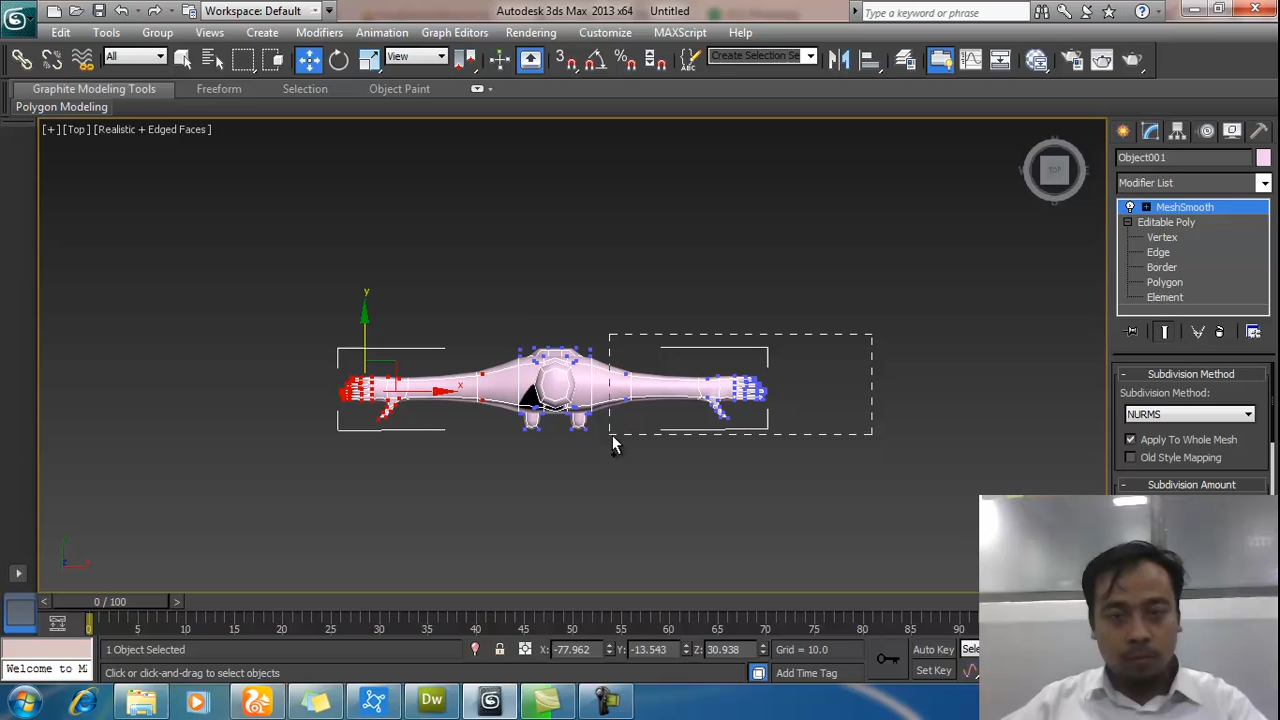 Workspace: Default
Autodesk 3ds Max 2013 x64
Untitled
Type a keyword or phrase
Edit
Tools
Group
Views
Create
Modifiers
Animation
Graph Editors
Rendering
Customize
MAXScript
Help
All
View
3
Create Selection Se
Graphite Modeling Tools
Freeform
Selection
Object Paint
Polygon Modeling
[+] [Top] [Realistic + Edged Faces ]
TOP
y
x
Object001
Modifier List
MeshSmooth
Editable Poly
Vertex
Edge
Border
Polygon
Element
Subdivision Method
Subdivision Method:
NURMS
Apply To Whole Mesh
Old Style Mapping
Subdivision Amount
0 / 100
0 5 10 15 20 25 30 35 40 45 50 55 60 65 70 75 80 85 90
1 Object Selected
X: -77.962
Y: -13.543
Z: 30.938
Grid = 10.0
Auto Key
Welcome to M
Click or click-and-drag to select objects
Add Time Tag
Set Key
Dw